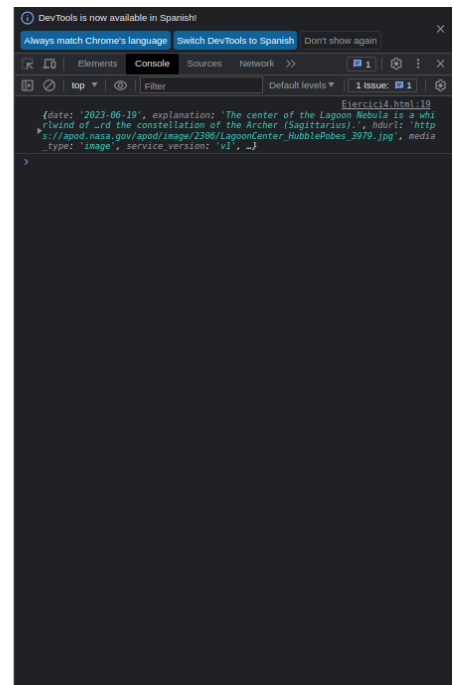 DevTools is now available in Spanish!
Always match Chrome's language Switch DevTools to Spanish Don't show again
Elements Console Sources Network 1
top Filter Default levels 1 Issue: 1
Ejercici4.html:19
{date: '2023-06-19', explanation: 'The center of the Lagoon Nebula is a whi
rlwind of …rd the constellation of the Archer (Sagittarius).', hdurl: 'http
s://apod.nasa.gov/apod/image/2306/LagoonCenter_HubblePobes_3979.jpg', media
_type: 'image', service_version: 'v1', …}